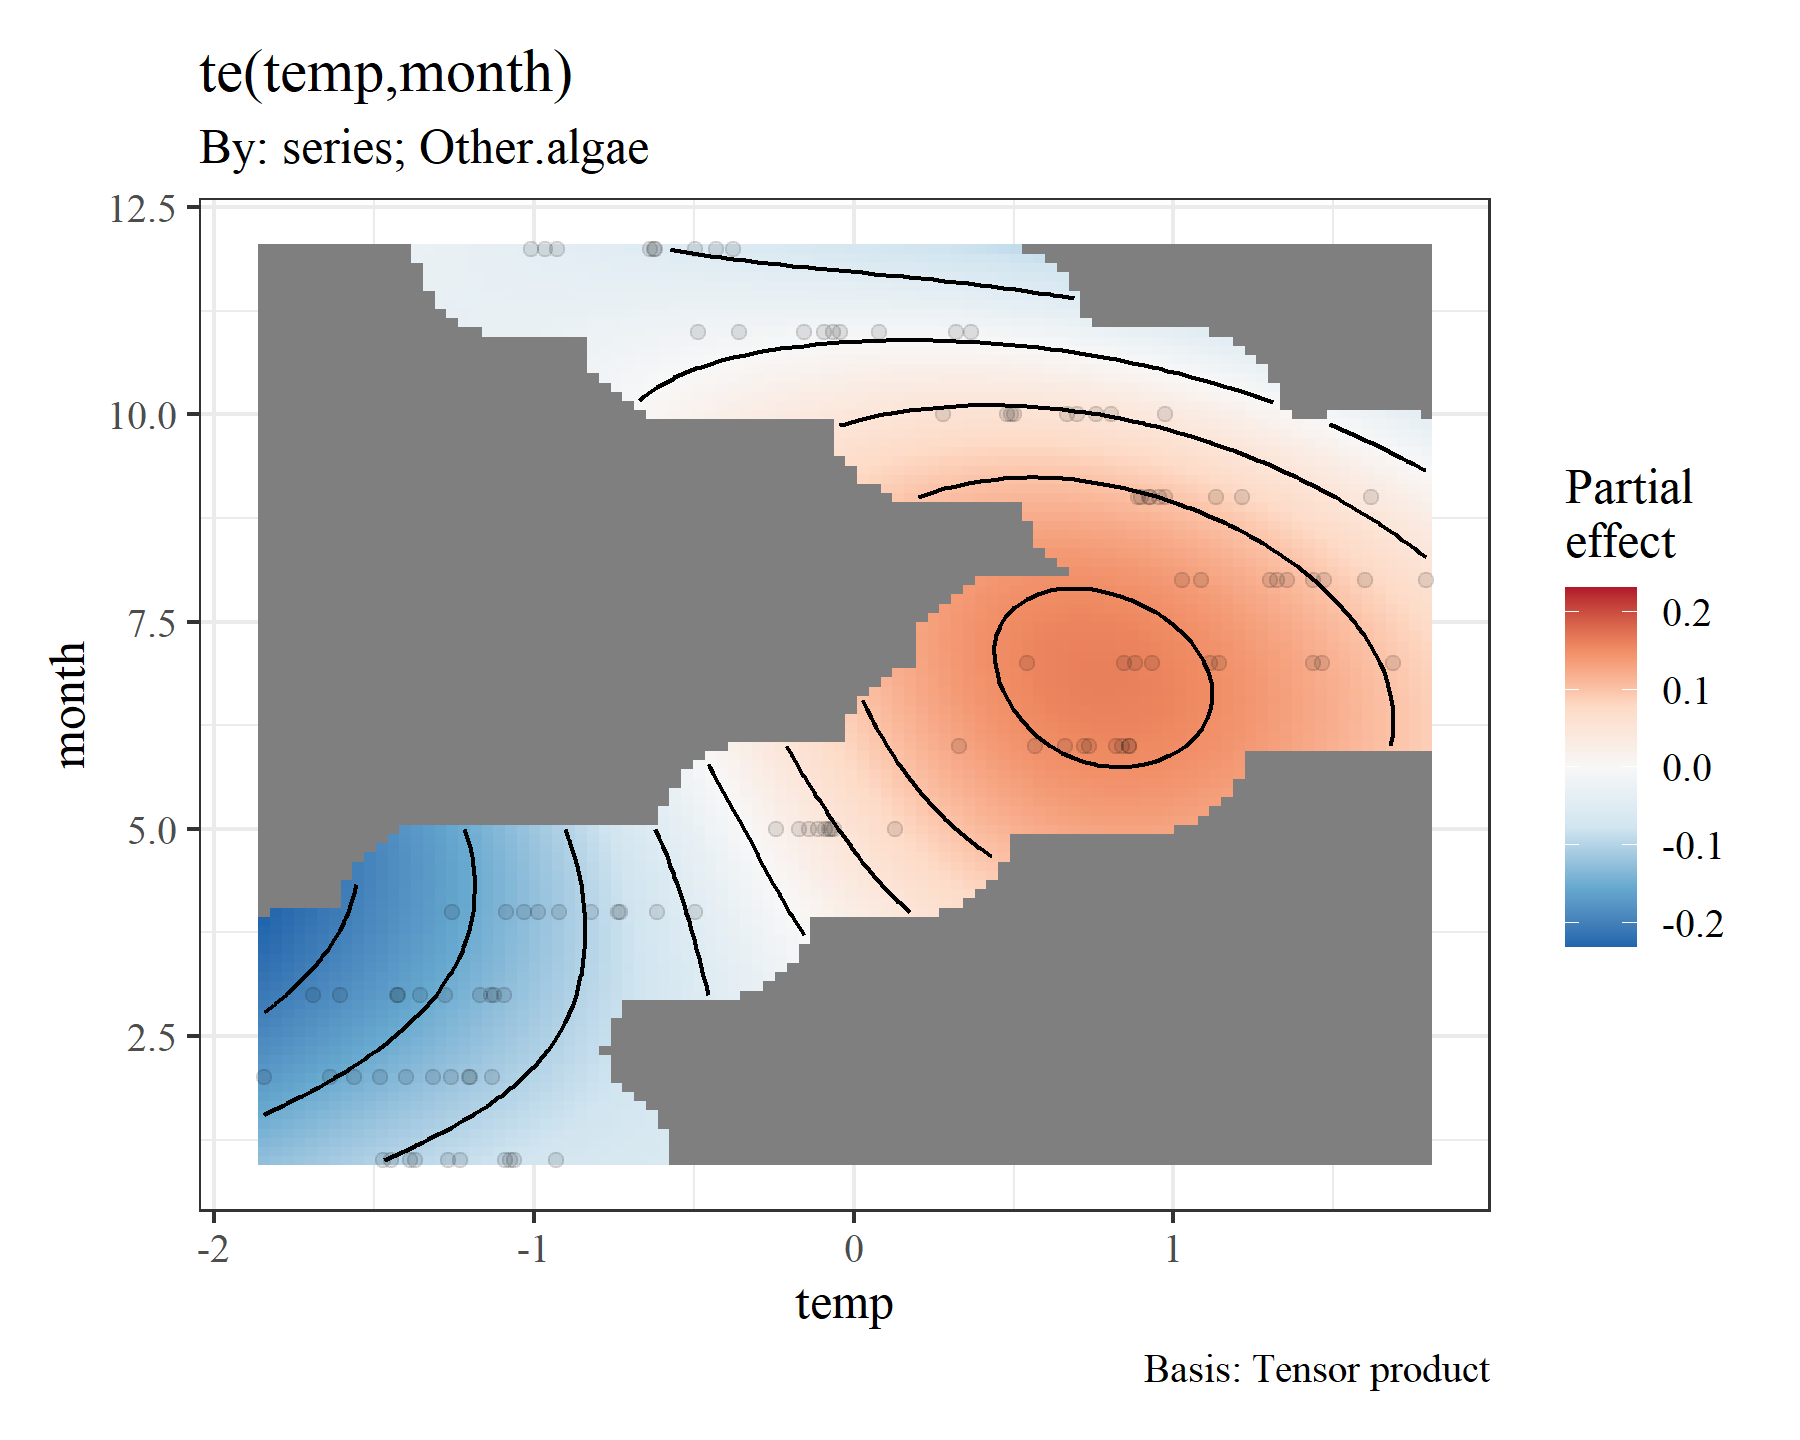 te(temp,month)
By: series; Other.algae
12.5
10.0
7.5
5.0
2.5
month
-2
-1
0
1
temp
Partial
effect
0.2
0.1
0.0
-0.1
-0.2
Basis: Tensor product